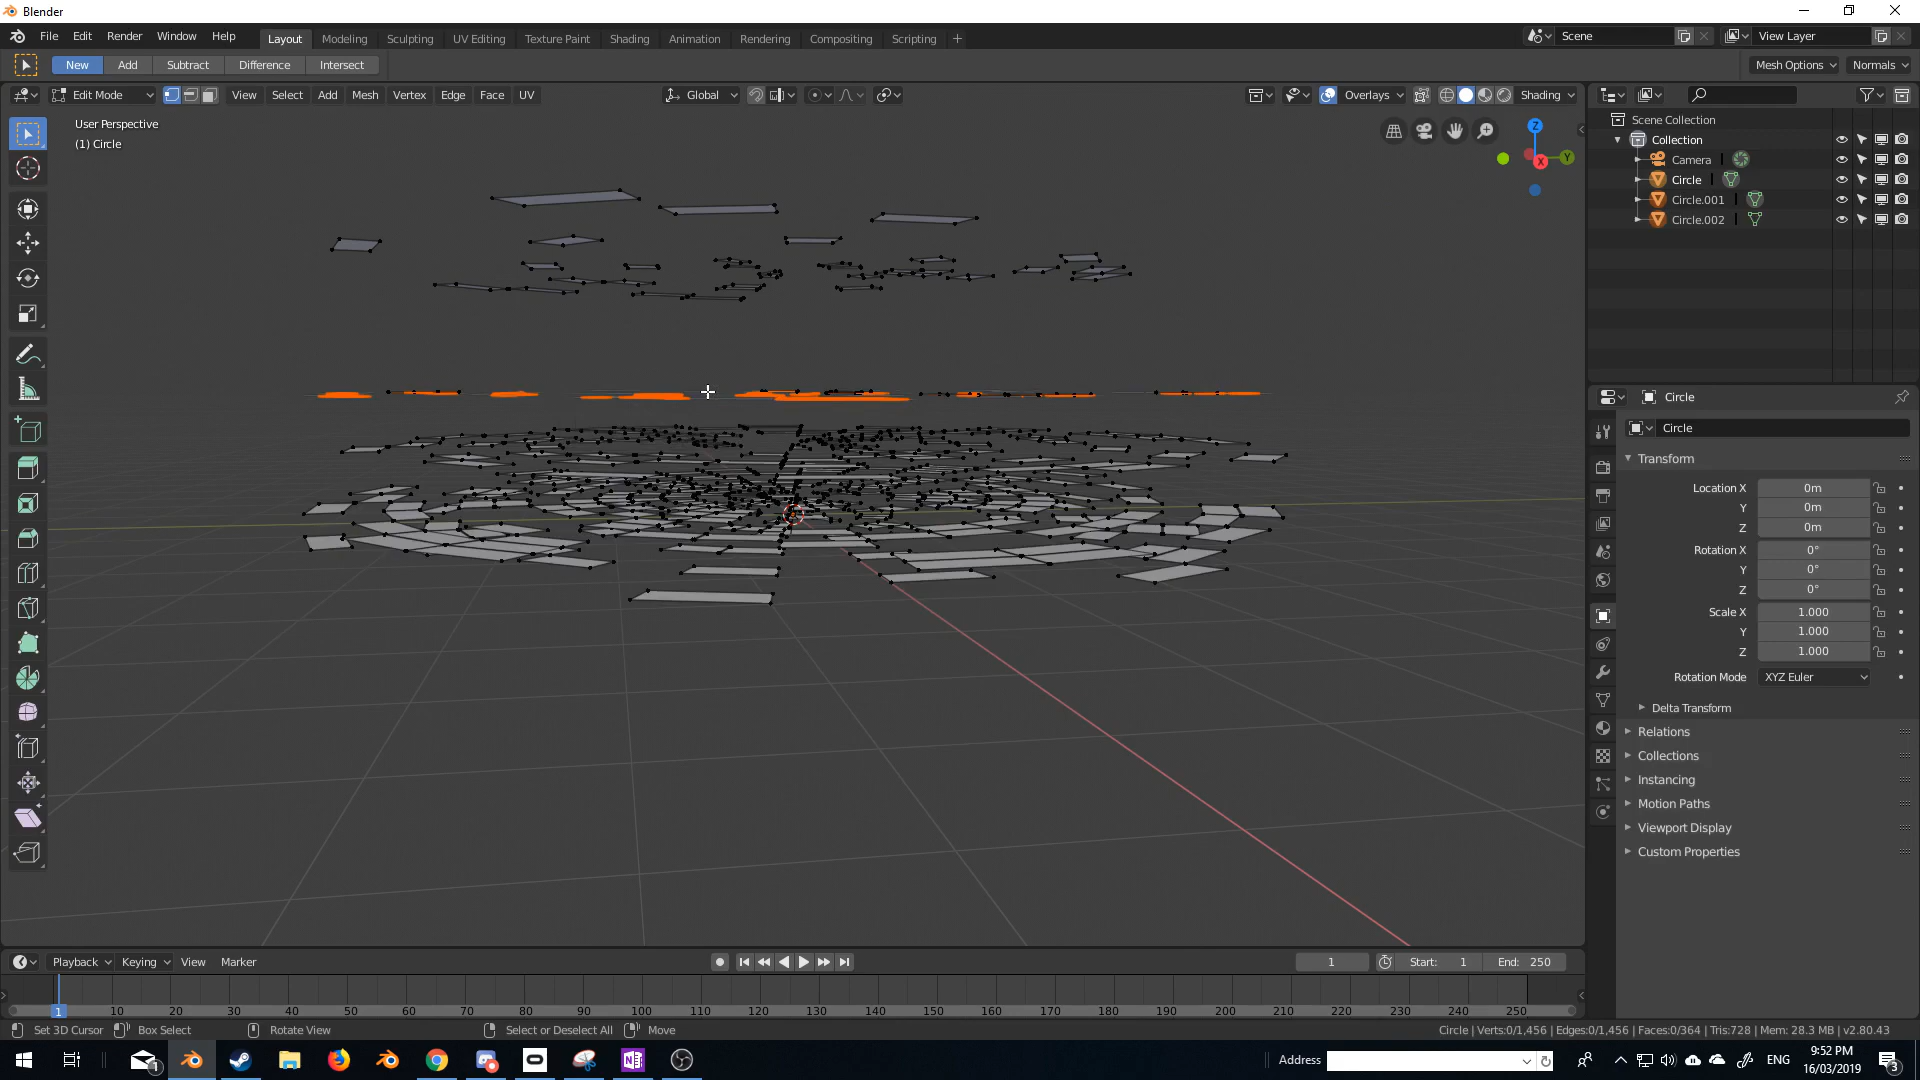 Blender
File Edit Render Window Help
Layout Modeling Sculpting UV Editing Texture Paint Shading Animation Rendering Compositing Scripting +
Scene
View Layer
New Add Subtract Difference Intersect
Mesh Options Normals
Edit Mode View Select Add Mesh Vertex Edge Face UV
Global
Overlays
Shading
User Perspective
(1) Circle
Z
Y
X
Scene Collection
Collection
Camera
Circle
Circle.001
Circle.002
Circle
Circle
Transform
Location X 0m
Y 0m
Z 0m
Rotation X 0°
Y 0°
Z 0°
Scale X 1.000
Y 1.000
Z 1.000
Rotation Mode XYZ Euler
Delta Transform
Relations
Collections
Instancing
Motion Paths
Viewport Display
Custom Properties
Playback Keying View Marker
1 Start: 1 End: 250
1 10 20 30 40 50 60 70 80 90 100 110 120 130 140 150 160 170 180 190 200 210 220 230 240 250
Set 3D Cursor Box Select Rotate View Select or Deselect All Move
Circle | Verts:0/1,456 | Edges:0/1,456 | Faces:0/364 | Tris:728 | Mem: 28.3 MB | v2.80.43
1
Address
ENG
9:52 PM
16/03/2019
3